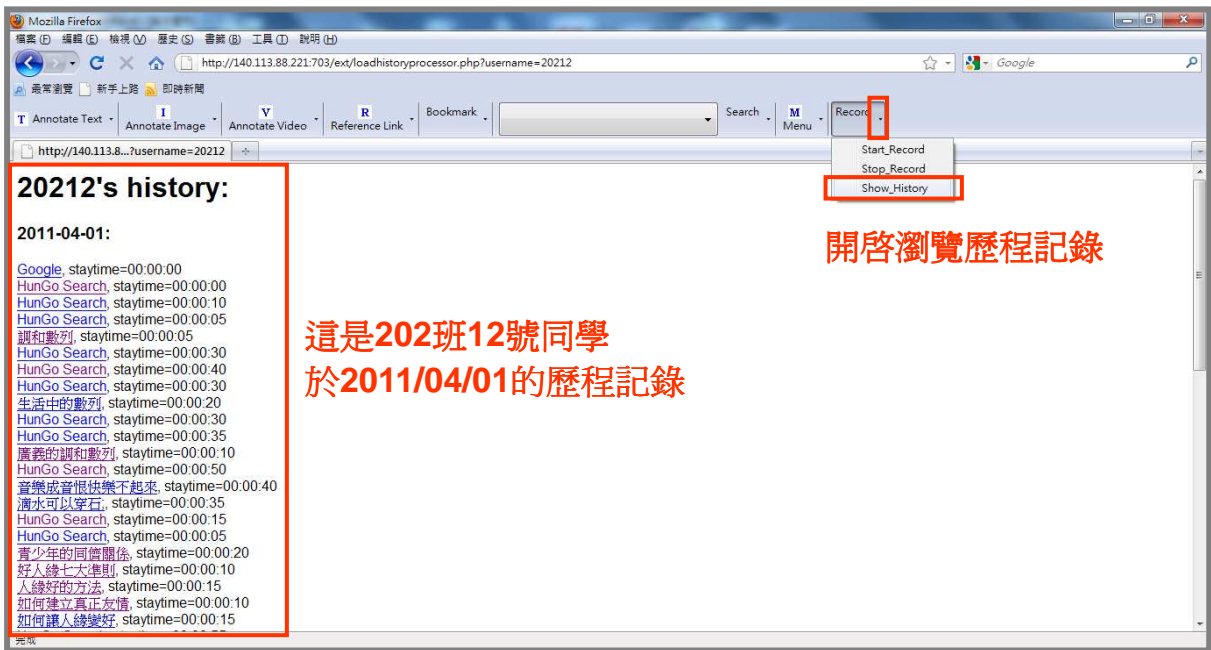 Mozilla Firefox
檔案(F) 編輯(E) 檢視(V) 歷史(S) 書籤(B) 工具(T) 說明(H)
http://140.113.88.221:703/ext/loadhistoryprocessor.php?username=20212
Google
最常瀏覽 新手上路 即時新聞
T Annotate Text I Annotate Image V Annotate Video R Reference Link Bookmark Search M Menu Record
http://140.113.8...?username=20212
Start_Record
Stop_Record
Show_History
開啓瀏覽歷程記錄
20212's history:
2011-04-01:
Google, staytime=00:00:00
HunGo Search, staytime=00:00:00
HunGo Search, staytime=00:00:10
HunGo Search, staytime=00:00:05
調和數列, staytime=00:00:05
HunGo Search, staytime=00:00:30
HunGo Search, staytime=00:00:40
HunGo Search, staytime=00:00:30
生活中的數列, staytime=00:00:20
HunGo Search, staytime=00:00:30
HunGo Search, staytime=00:00:35
廣義的調和數列, staytime=00:00:10
HunGo Search, staytime=00:00:50
音樂成音恨快樂不起來, staytime=00:00:40
滴水可以穿石;, staytime=00:00:35
HunGo Search, staytime=00:00:15
HunGo Search, staytime=00:00:05
青少年的同儕關係, staytime=00:00:20
好人緣七大準則, staytime=00:00:10
人緣好的方法, staytime=00:00:15
如何建立真正友情, staytime=00:00:10
如何讓人緣變好, staytime=00:00:15
這是202班12號同學
於2011/04/01的歷程記錄
完成